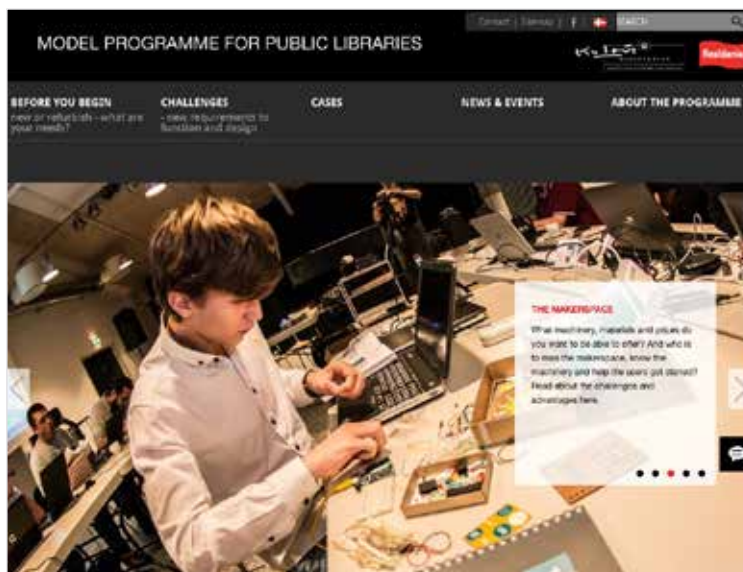 Contact | Sitemap | f | SEARCH
MODEL PROGRAMME FOR PUBLIC LIBRARIES
Realdania
BEFORE YOU BEGIN
new or refurbish - what are
your needs?
CHALLENGES
- new requirements to
function and design
CASES
NEWS & EVENTS
ABOUT THE PROGRAMME
THE MAKERSPACE
What machinery, materials and prices do
you want to be able to offer? And who is
to man the makerspace, know the
machinery and help the users get started?
Read about the challenges and
advantages here.